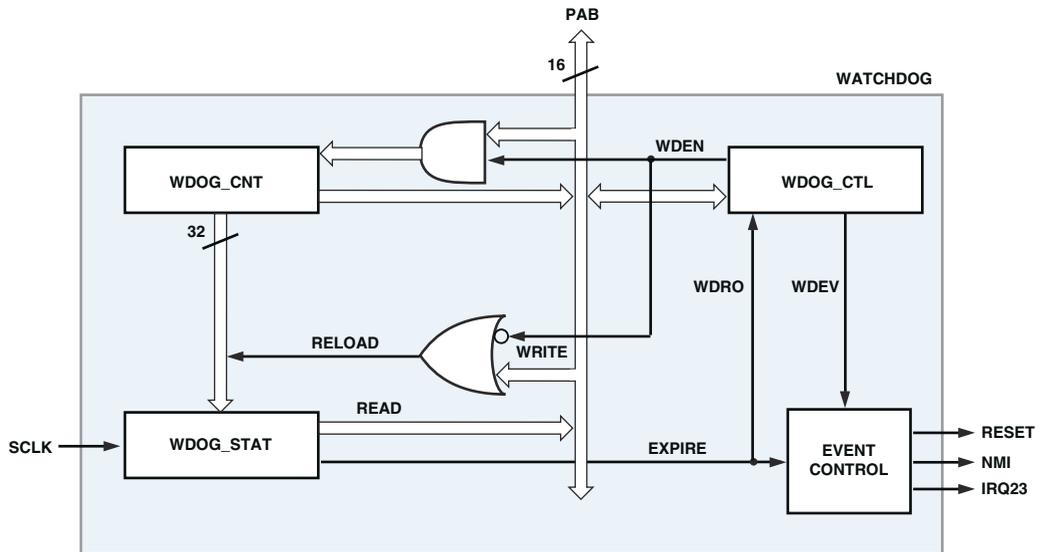 PAB
16
WATCHDOG
WDEN
WDOG_CNT
WDOG_CTL
32
WDRO
WDEV
RELOAD
WRITE
READ
SCLK
WDOG_STAT
EXPIRE
EVENT
CONTROL
RESET
NMI
IRQ23